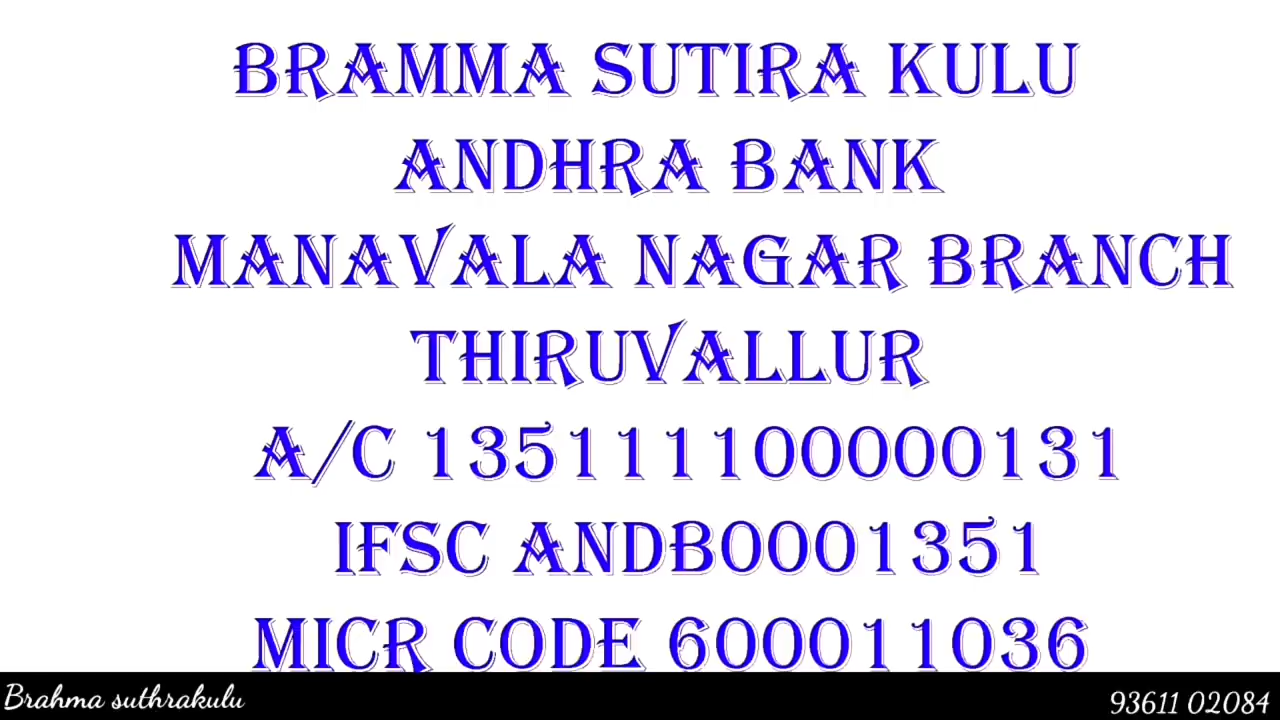 BRAMMA SUTIRA KULU
ANDHRA BANK
MANAVALA NAGAR BRANCH
THIRUVALLUR
A/C 135111100000131
IFSC ANDB0001351
MICR CODE 600011036
Brahma suthrakulu
93611 02084